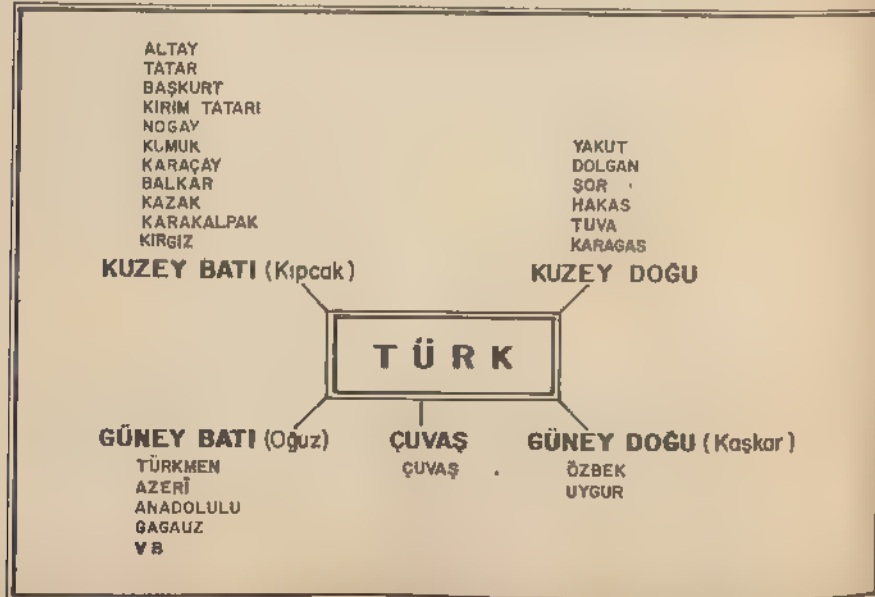 ALTAY
TATAR
BAŞKURT
KIRIM TATARI
NOGAY
KUMUK
KARAÇAY
BALKAR
KAZAK
KARAKALPAK
KIRGIZ
KUZEY BATI (Kıpcak)
YAKUT
DOLGAN
ŞOR
HAKAS
TUVA
KARAGAS
KUZEY DOĞU
TÜRK
GÜNEY BATI (Oğuz)
TÜRKMEN
AZERİ
ANADOLULU
GAGAUZ
VB
ÇUVAŞ
ÇUVAŞ
GÜNEY DOĞU (Kaşkar)
ÖZBEK
UYGUR